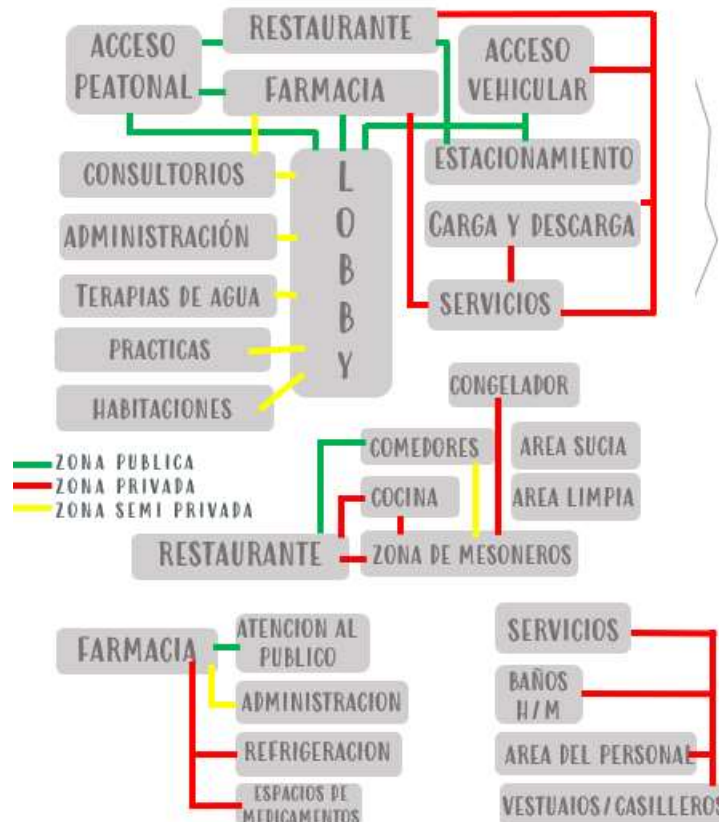 ACCESO
PEATONAL
RESTAURANTE
FARMACIA
ACCESO
VEHICULAR
ESTACIONAMIENTO
CARGA Y DESCARGA
SERVICIOS
LOBBY
CONSULTORIOS
ADMINISTRACIÓN
TERAPIAS DE AGUA
PRACTICAS
HABITACIONES
ZONA PUBLICA
ZONA PRIVADA
ZONA SEMI PRIVADA
CONGELADOR
COMEDORES
COCINA
AREA SUCIA
AREA LIMPIA
RESTAURANTE
ZONA DE MESONEROS
FARMACIA
ATENCION AL
PUBLICO
ADMINISTRACION
REFRIGERACION
ESPACIOS DE
MEDICAMENTOS
SERVICIOS
BAÑOS
H/M
AREA DEL PERSONAL
VESTUAIOS/CASILLEROS